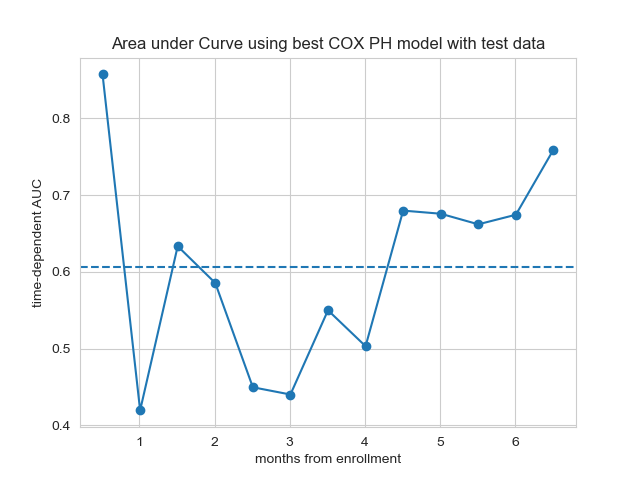 Area under Curve using best COX PH model with test data
time-dependent AUC
0.8
0.7
0.6
0.5
0.4
1 2 3 4 5 6
months from enrollment